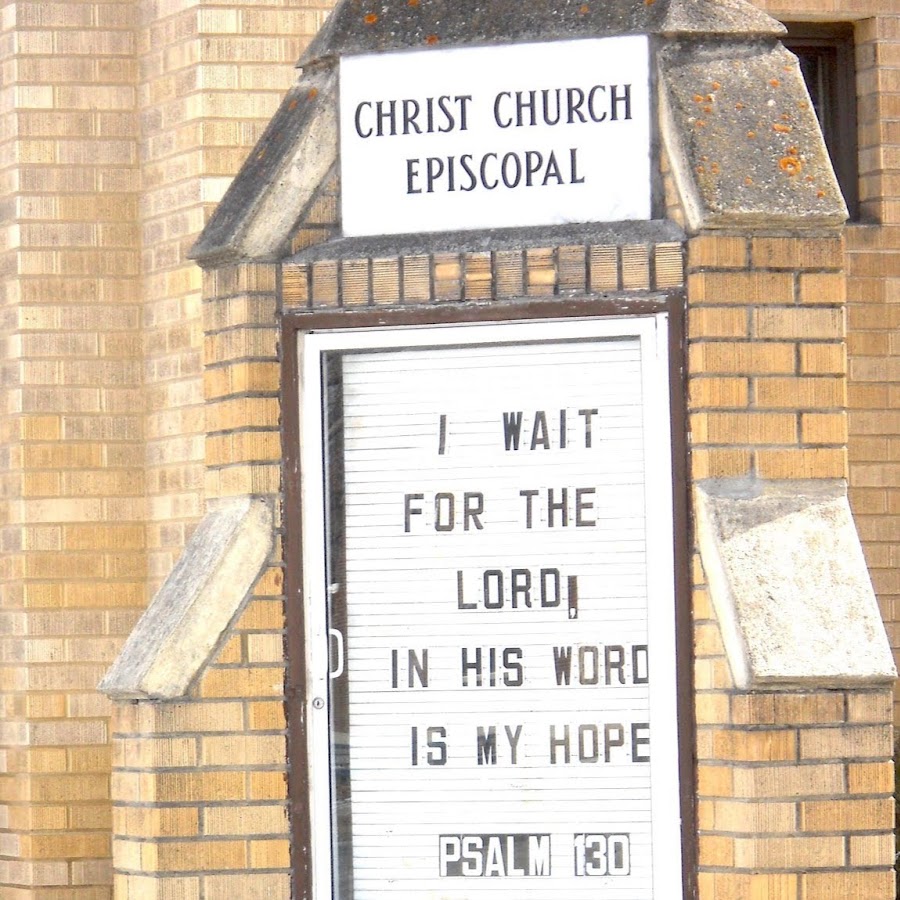 CHRIST CHURCH
EPISCOPAL
I WAIT
FOR THE
LORD,
IN HIS WORD
IS MY HOPE
PSALM 130